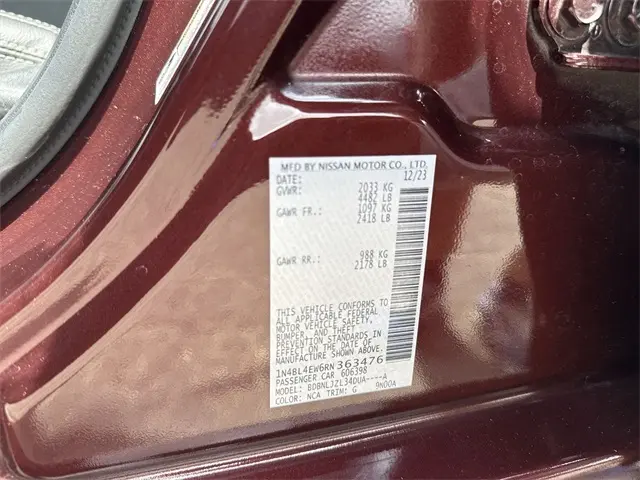 MFD BY NISSAN MOTOR CO., LTD.
DATE: 12/23
GVWR: 2033 KG
4482 LB
GAWR FR.: 1097 KG
2418 LB
GAWR RR.: 988 KG
2178 LB
THIS VEHICLE CONFORMS TO
ALL APPLICABLE FEDERAL
MOTOR VEHICLE SAFETY,
BUMPER, AND THEFT
PREVENTION STANDARDS IN
EFFECT ON THE DATE OF
MANUFACTURE SHOWN ABOVE.
1N4BL4EW6RN363476
PASSENGER CAR 606398
MODEL: BDBNLJZL34DUA----A
COLOR: NCA TRIM: G 9N00A